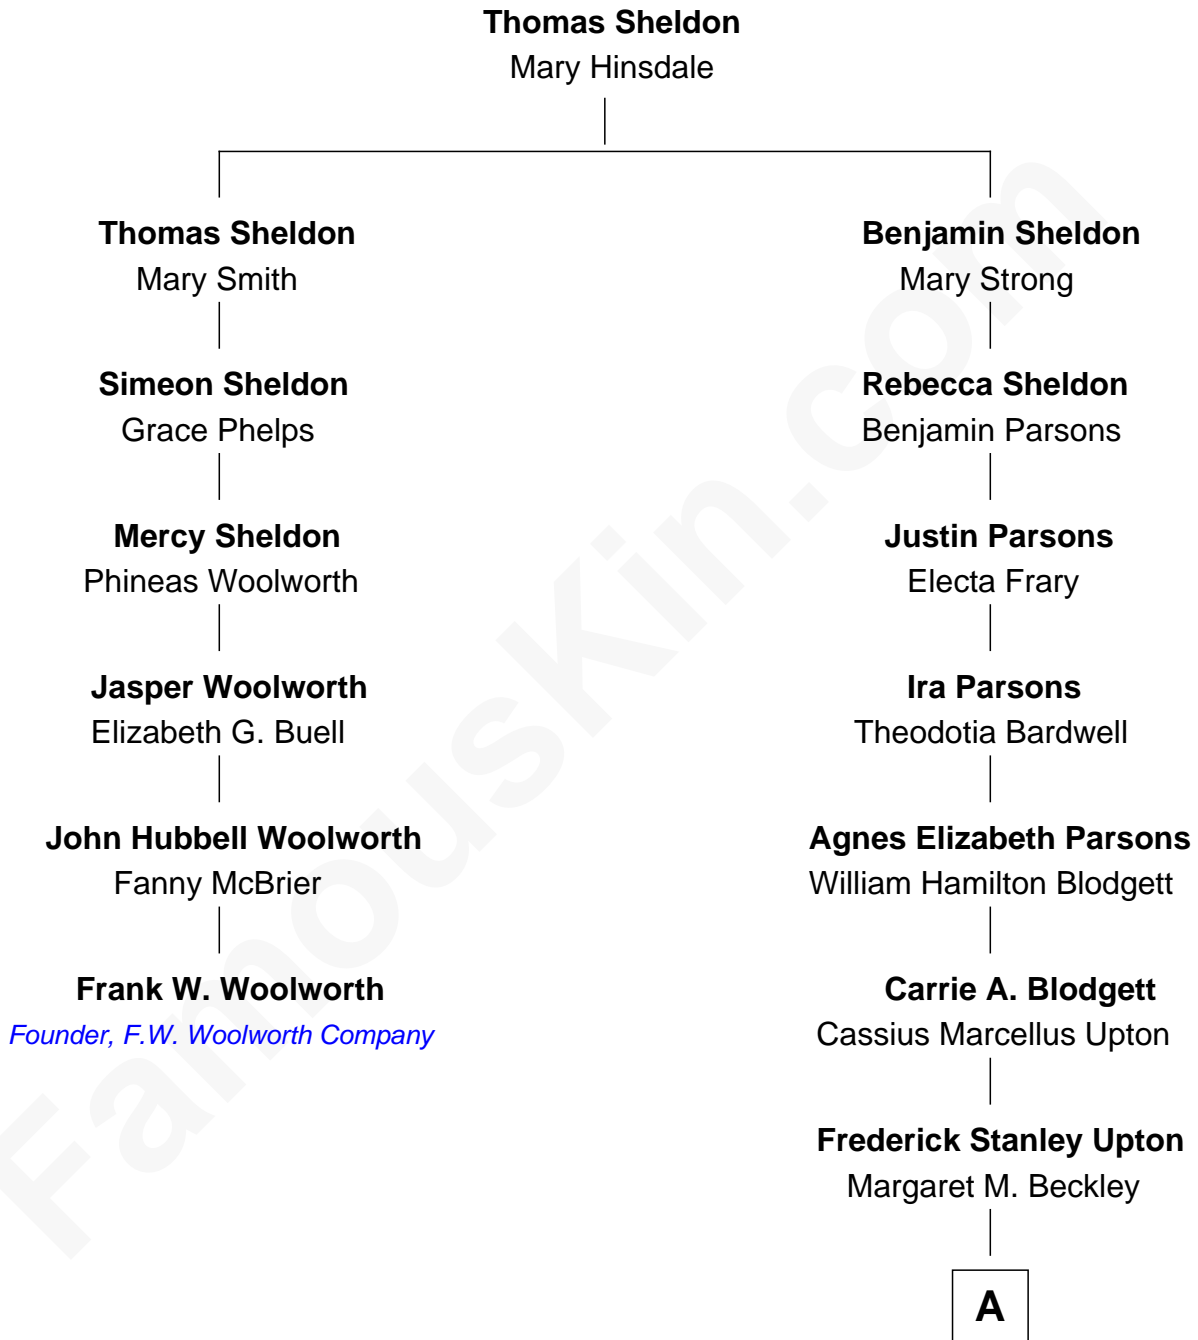 Thomas Sheldon
Mary Hinsdale
Thomas Sheldon
Mary Smith
Benjamin Sheldon
Mary Strong
Simeon Sheldon
Grace Phelps
Rebecca Sheldon
Benjamin Parsons
Mercy Sheldon
Phineas Woolworth
Justin Parsons
Electa Frary
Jasper Woolworth
Elizabeth G. Buell
Ira Parsons
Theodotia Bardwell
John Hubbell Woolworth
Fanny McBrier
Agnes Elizabeth Parsons
William Hamilton Blodgett
Frank W. Woolworth
Founder, F.W. Woolworth Company
Carrie A. Blodgett
Cassius Marcellus Upton
Frederick Stanley Upton
Margaret M. Beckley
A
FamousKin.com